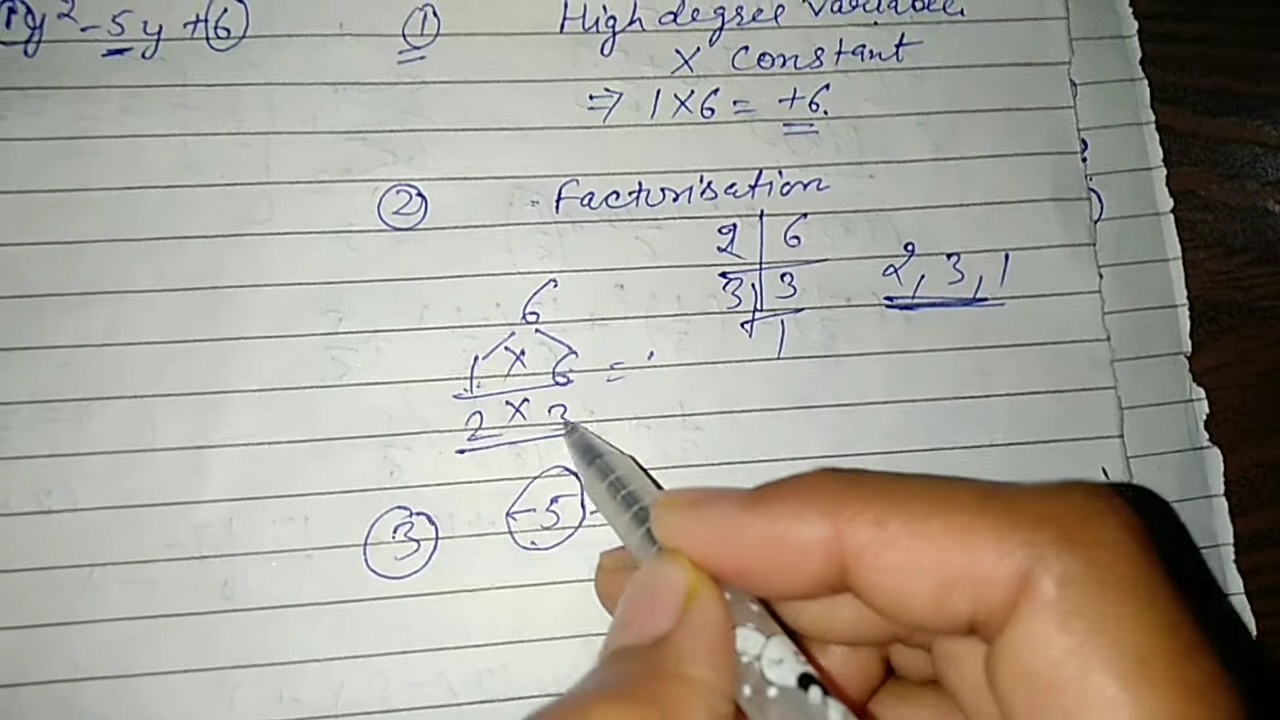 1y² - 5y + 6
① High degree variable
× constant
⇒ 1×6 = +6.
② Factorisation
2 | 6
3 | 3
1
2, 3, 1
6
1 × 6 =
2 × 3
③ -5